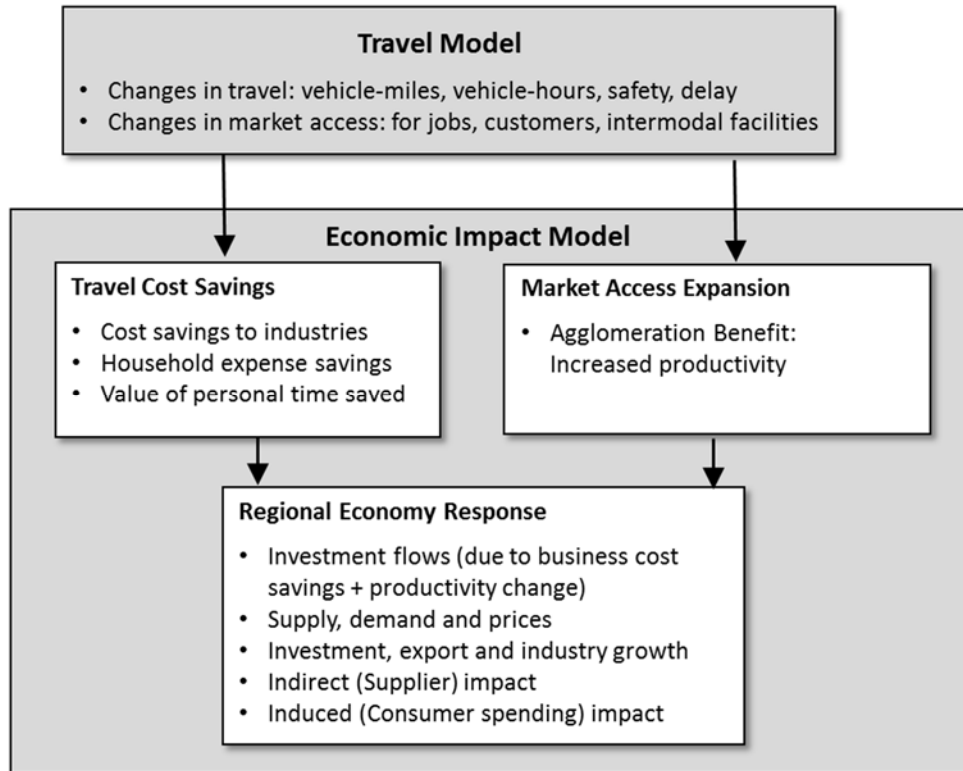 Travel Model
• Changes in travel: vehicle-miles, vehicle-hours, safety, delay
• Changes in market access: for jobs, customers, intermodal facilities
Economic Impact Model
Travel Cost Savings
• Cost savings to industries
• Household expense savings
• Value of personal time saved
Market Access Expansion
• Agglomeration Benefit:
Increased productivity
Regional Economy Response
• Investment flows (due to business cost
savings + productivity change)
• Supply, demand and prices
• Investment, export and industry growth
• Indirect (Supplier) impact
• Induced (Consumer spending) impact